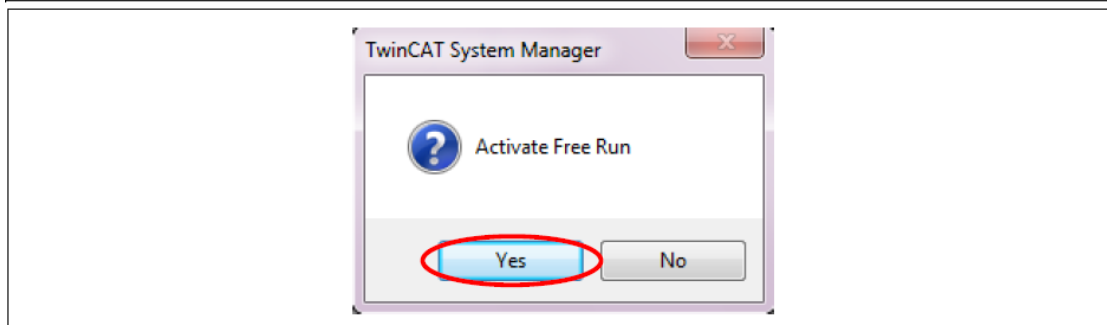 TwinCAT System Manager
Activate Free Run
Yes No